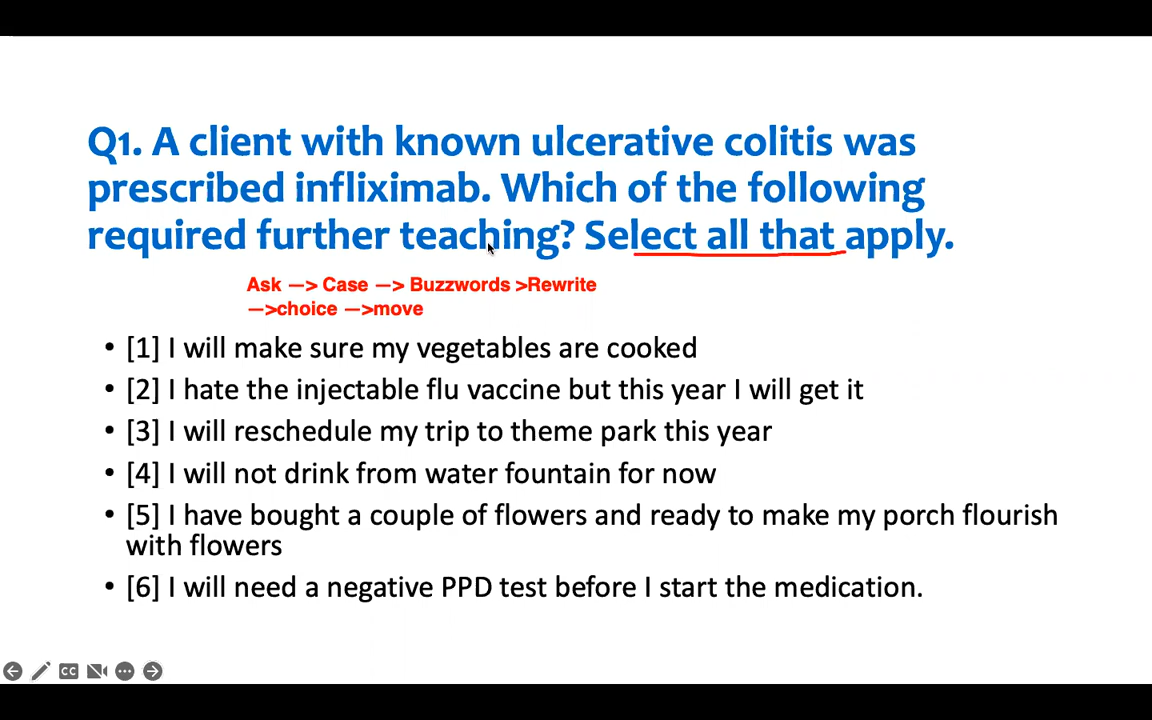 Q1. A client with known ulcerative colitis was
prescribed infliximab. Which of the following
required further teaching? Select all that apply.
Ask —> Case —> Buzzwords >Rewrite
—>choice —>move
• [1] I will make sure my vegetables are cooked
• [2] I hate the injectable flu vaccine but this year I will get it
• [3] I will reschedule my trip to theme park this year
• [4] I will not drink from water fountain for now
• [5] I have bought a couple of flowers and ready to make my porch flourish
with flowers
• [6] I will need a negative PPD test before I start the medication.
CC